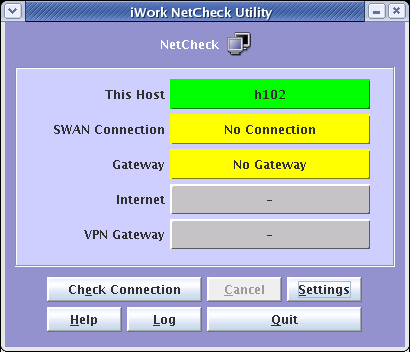 iWork NetCheck Utility
NetCheck
This Host h102
SWAN Connection No Connection
Gateway No Gateway
Internet -
VPN Gateway -
Check Connection Cancel Settings
Help Log Quit